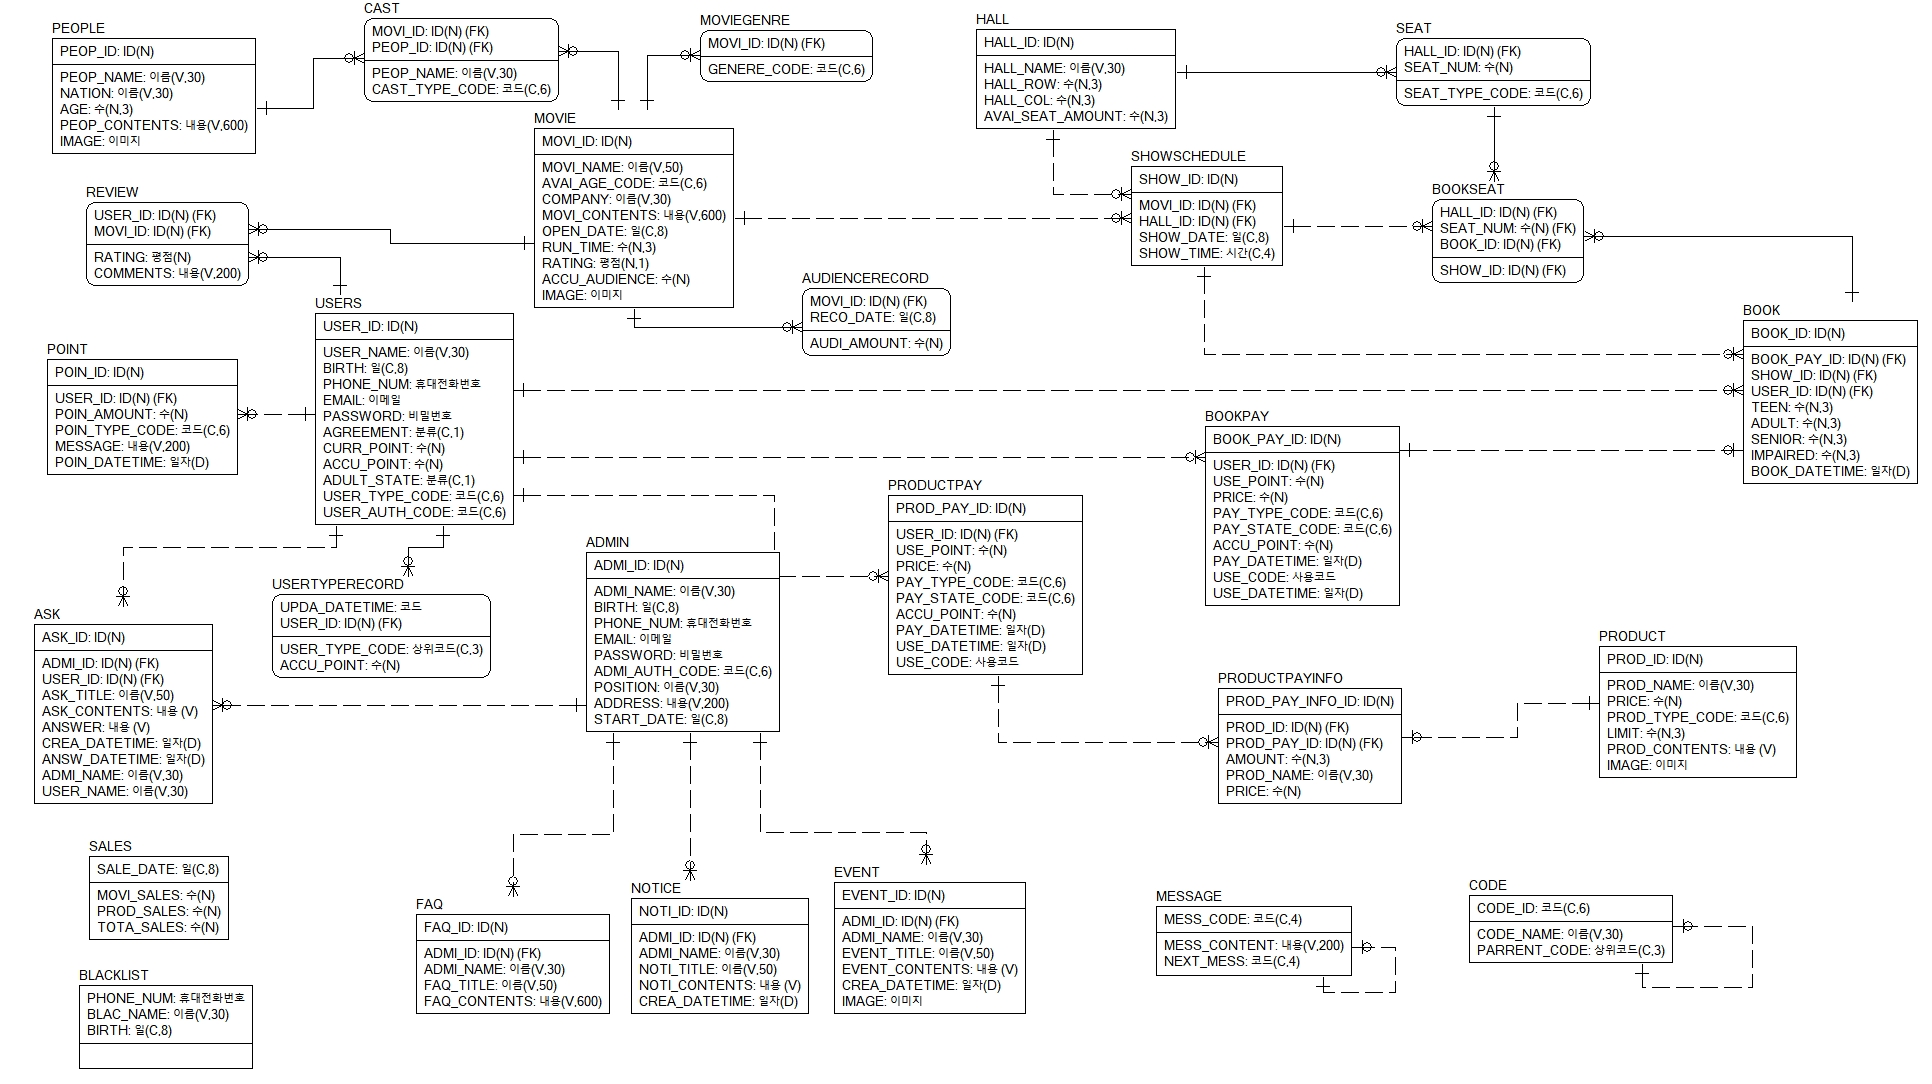 PEOPLE
PEOP_ID: ID(N)
PEOP_NAME: 이름(V,30)
NATION: 이름(V,30)
AGE: 수(N,3)
PEOP_CONTENTS: 내용(V,600)
IMAGE: 이미지
CAST
MOVI_ID: ID(N) (FK)
PEOP_ID: ID(N) (FK)
PEOP_NAME: 이름(V,30)
CAST_TYPE_CODE: 코드(C,6)
MOVIEGENRE
MOVI_ID: ID(N) (FK)
GENERE_CODE: 코드(C,6)
HALL
HALL_ID: ID(N)
HALL_NAME: 이름(V,30)
HALL_ROW: 수(N,3)
HALL_COL: 수(N,3)
AVAI_SEAT_AMOUNT: 수(N,3)
SEAT
HALL_ID: ID(N) (FK)
SEAT_NUM: 수(N)
SEAT_TYPE_CODE: 코드(C,6)
MOVIE
MOVI_ID: ID(N)
MOVI_NAME: 이름(V,50)
AVAI_AGE_CODE: 코드(C,6)
COMPANY: 이름(V,30)
MOVI_CONTENTS: 내용(V,600)
OPEN_DATE: 일(C,8)
RUN_TIME: 수(N,3)
RATING: 평점(N,1)
ACCU_AUDIENCE: 수(N)
IMAGE: 이미지
SHOWSCHEDULE
SHOW_ID: ID(N)
MOVI_ID: ID(N) (FK)
HALL_ID: ID(N) (FK)
SHOW_DATE: 일(C,8)
SHOW_TIME: 시간(C,4)
BOOKSEAT
HALL_ID: ID(N) (FK)
SEAT_NUM: 수(N) (FK)
BOOK_ID: ID(N) (FK)
SHOW_ID: ID(N) (FK)
REVIEW
USER_ID: ID(N) (FK)
MOVI_ID: ID(N) (FK)
RATING: 평점(N)
COMMENTS: 내용(V,200)
AUDIENCERECORD
MOVI_ID: ID(N) (FK)
RECO_DATE: 일(C,8)
AUDI_AMOUNT: 수(N)
USERS
USER_ID: ID(N)
USER_NAME: 이름(V,30)
BIRTH: 일(C,8)
PHONE_NUM: 휴대전화번호
EMAIL: 이메일
PASSWORD: 비밀번호
AGREEMENT: 분류(C,1)
CURR_POINT: 수(N)
ACCU_POINT: 수(N)
ADULT_STATE: 분류(C,1)
USER_TYPE_CODE: 코드(C,6)
USER_AUTH_CODE: 코드(C,6)
BOOK
BOOK_ID: ID(N)
BOOK_PAY_ID: ID(N) (FK)
SHOW_ID: ID(N) (FK)
USER_ID: ID(N) (FK)
TEEN: 수(N,3)
ADULT: 수(N,3)
SENIOR: 수(N,3)
IMPAIRED: 수(N,3)
BOOK_DATETIME: 일자(D)
POINT
POIN_ID: ID(N)
USER_ID: ID(N) (FK)
POIN_AMOUNT: 수(N)
POIN_TYPE_CODE: 코드(C,6)
MESSAGE: 내용(V,200)
POIN_DATETIME: 일자(D)
BOOKPAY
BOOK_PAY_ID: ID(N)
USER_ID: ID(N) (FK)
USE_POINT: 수(N)
PRICE: 수(N)
PAY_TYPE_CODE: 코드(C,6)
PAY_STATE_CODE: 코드(C,6)
ACCU_POINT: 수(N)
PAY_DATETIME: 일자(D)
USE_CODE: 사용코드
USE_DATETIME: 일자(D)
PRODUCTPAY
PROD_PAY_ID: ID(N)
USER_ID: ID(N) (FK)
USE_POINT: 수(N)
PRICE: 수(N)
PAY_TYPE_CODE: 코드(C,6)
PAY_STATE_CODE: 코드(C,6)
ACCU_POINT: 수(N)
PAY_DATETIME: 일자(D)
USE_DATETIME: 일자(D)
USE_CODE: 사용코드
ADMIN
ADMI_ID: ID(N)
ADMI_NAME: 이름(V,30)
BIRTH: 일(C,8)
PHONE_NUM: 휴대전화번호
EMAIL: 이메일
PASSWORD: 비밀번호
ADMI_AUTH_CODE: 코드(C,6)
POSITION: 이름(V,30)
ADDRESS: 내용(V,200)
START_DATE: 일(C,8)
USERTYPERECORD
UPDA_DATETIME: 코드
USER_ID: ID(N) (FK)
USER_TYPE_CODE: 상위코드(C,3)
ACCU_POINT: 수(N)
ASK
ASK_ID: ID(N)
ADMI_ID: ID(N) (FK)
USER_ID: ID(N) (FK)
ASK_TITLE: 이름(V,50)
ASK_CONTENTS: 내용 (V)
ANSWER: 내용 (V)
CREA_DATETIME: 일자(D)
ANSW_DATETIME: 일자(D)
ADMI_NAME: 이름(V,30)
USER_NAME: 이름(V,30)
PRODUCT
PROD_ID: ID(N)
PROD_NAME: 이름(V,30)
PRICE: 수(N)
PROD_TYPE_CODE: 코드(C,6)
LIMIT: 수(N,3)
PROD_CONTENTS: 내용 (V)
IMAGE: 이미지
PRODUCTPAYINFO
PROD_PAY_INFO_ID: ID(N)
PROD_ID: ID(N) (FK)
PROD_PAY_ID: ID(N) (FK)
AMOUNT: 수(N,3)
PROD_NAME: 이름(V,30)
PRICE: 수(N)
SALES
SALE_DATE: 일(C,8)
MOVI_SALES: 수(N)
PROD_SALES: 수(N)
TOTA_SALES: 수(N)
FAQ
FAQ_ID: ID(N)
ADMI_ID: ID(N) (FK)
ADMI_NAME: 이름(V,30)
FAQ_TITLE: 이름(V,50)
FAQ_CONTENTS: 내용(V,600)
NOTICE
NOTI_ID: ID(N)
ADMI_ID: ID(N) (FK)
ADMI_NAME: 이름(V,30)
NOTI_TITLE: 이름(V,50)
NOTI_CONTENTS: 내용 (V)
CREA_DATETIME: 일자(D)
EVENT
EVENT_ID: ID(N)
ADMI_ID: ID(N) (FK)
ADMI_NAME: 이름(V,30)
EVENT_TITLE: 이름(V,50)
EVENT_CONTENTS: 내용 (V)
CREA_DATETIME: 일자(D)
IMAGE: 이미지
MESSAGE
MESS_CODE: 코드(C,4)
MESS_CONTENT: 내용(V,200)
NEXT_MESS: 코드(C,4)
CODE
CODE_ID: 코드(C,6)
CODE_NAME: 이름(V,30)
PARRENT_CODE: 상위코드(C,3)
BLACKLIST
PHONE_NUM: 휴대전화번호
BLAC_NAME: 이름(V,30)
BIRTH: 일(C,8)